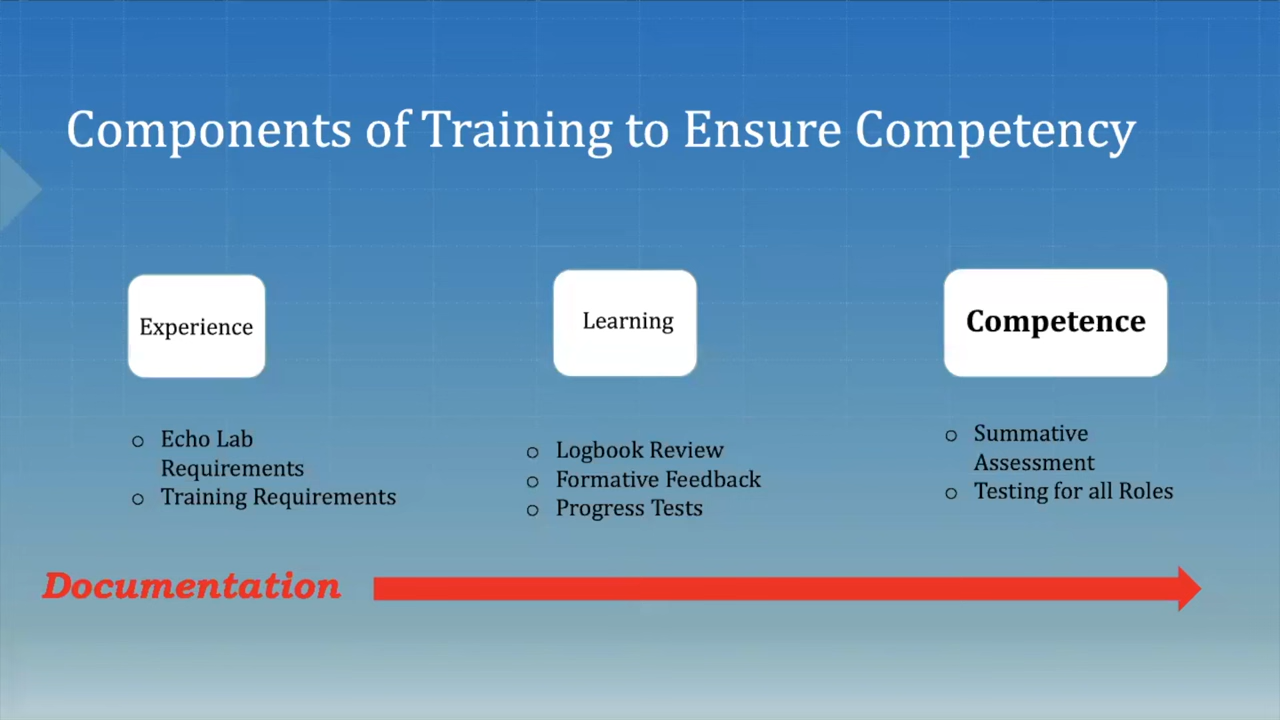 Components of Training to Ensure Competency
Experience
Echo Lab
Requirements
Training Requirements
Learning
Logbook Review
Formative Feedback
Progress Tests
Competence
Summative
Assessment
Testing for all Roles
Documentation